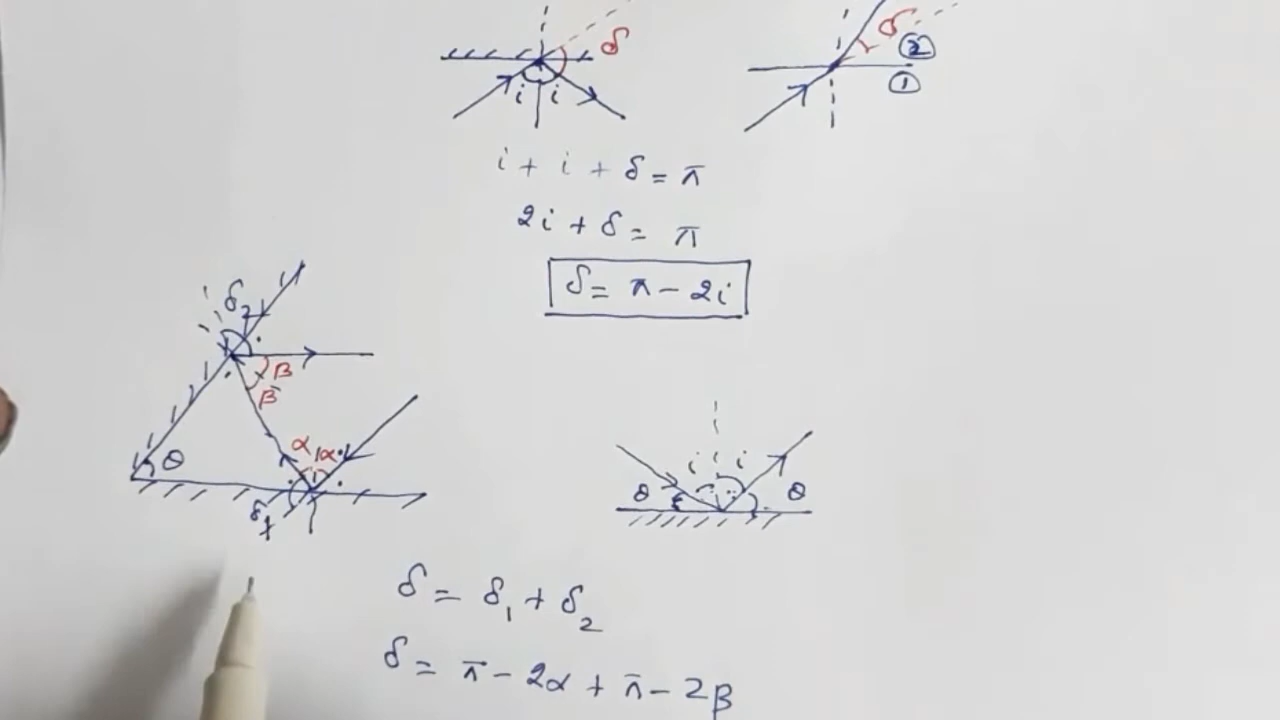 δ
i i
δ
②
①
i + i + δ = π
2i + δ = π
δ = π - 2i
δ2
β
β
θ
α α
δ1
i i
θ θ
δ = δ1 + δ2
δ = π - 2α + π - 2β